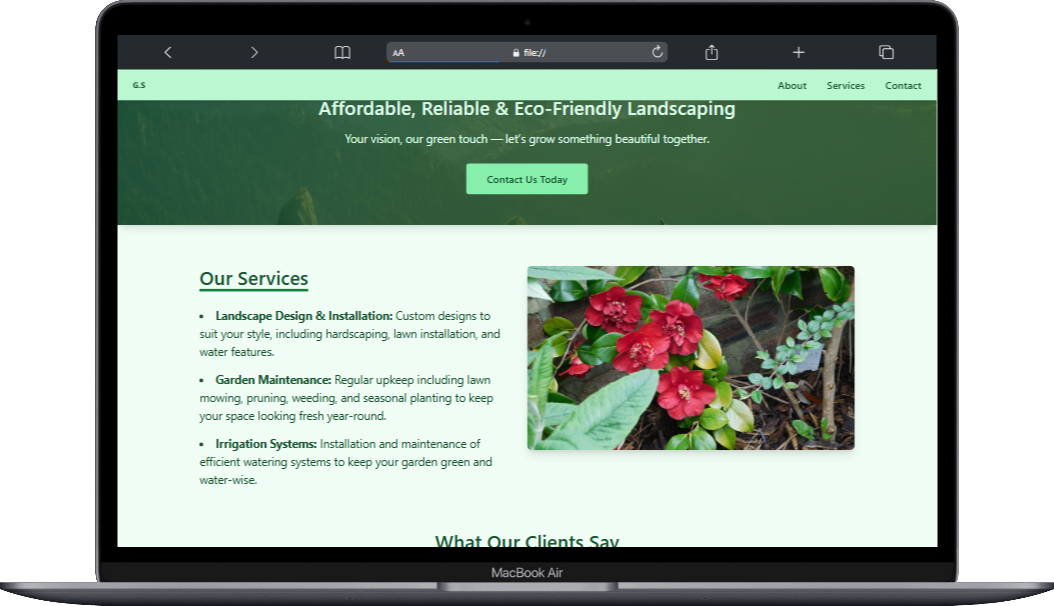 AA file://
G.S About Services Contact
Affordable, Reliable & Eco-Friendly Landscaping
Your vision, our green touch — let's grow something beautiful together.
Contact Us Today
Our Services
• Landscape Design & Installation: Custom designs to
suit your style, including hardscaping, lawn installation, and
water features.
• Garden Maintenance: Regular upkeep including lawn
mowing, pruning, weeding, and seasonal planting to keep
your space looking fresh year-round.
• Irrigation Systems: Installation and maintenance of
efficient watering systems to keep your garden green and
water-wise.
What Our Clients Say
MacBook Air